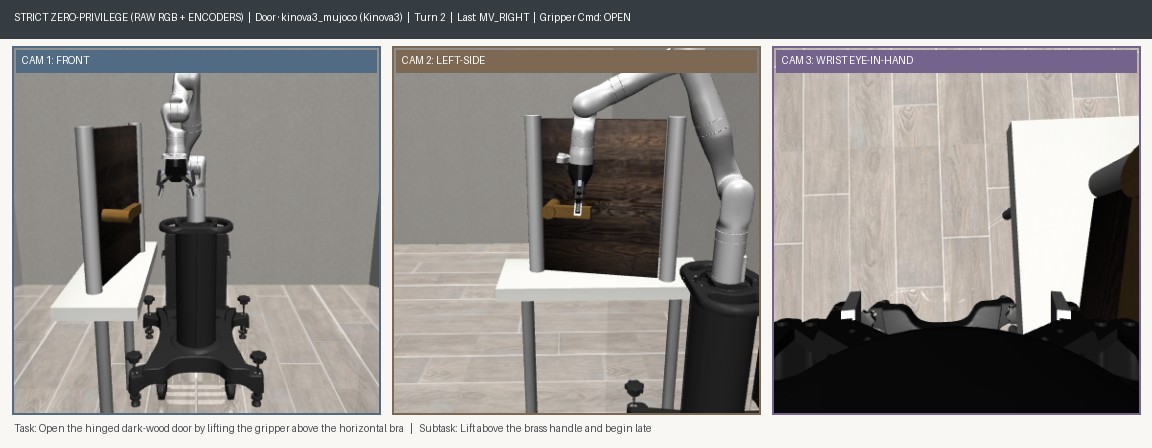 STRICT ZERO-PRIVILEGE (RAW RGB + ENCODERS) | Door · kinova3_mujoco (Kinova3) | Turn 2 | Last: MV_RIGHT | Gripper Cmd: OPEN
CAM 1: FRONT
CAM 2: LEFT-SIDE
CAM 3: WRIST EYE-IN-HAND
Task: Open the hinged dark-wood door by lifting the gripper above the horizontal bra | Subtask: Lift above the brass handle and begin late